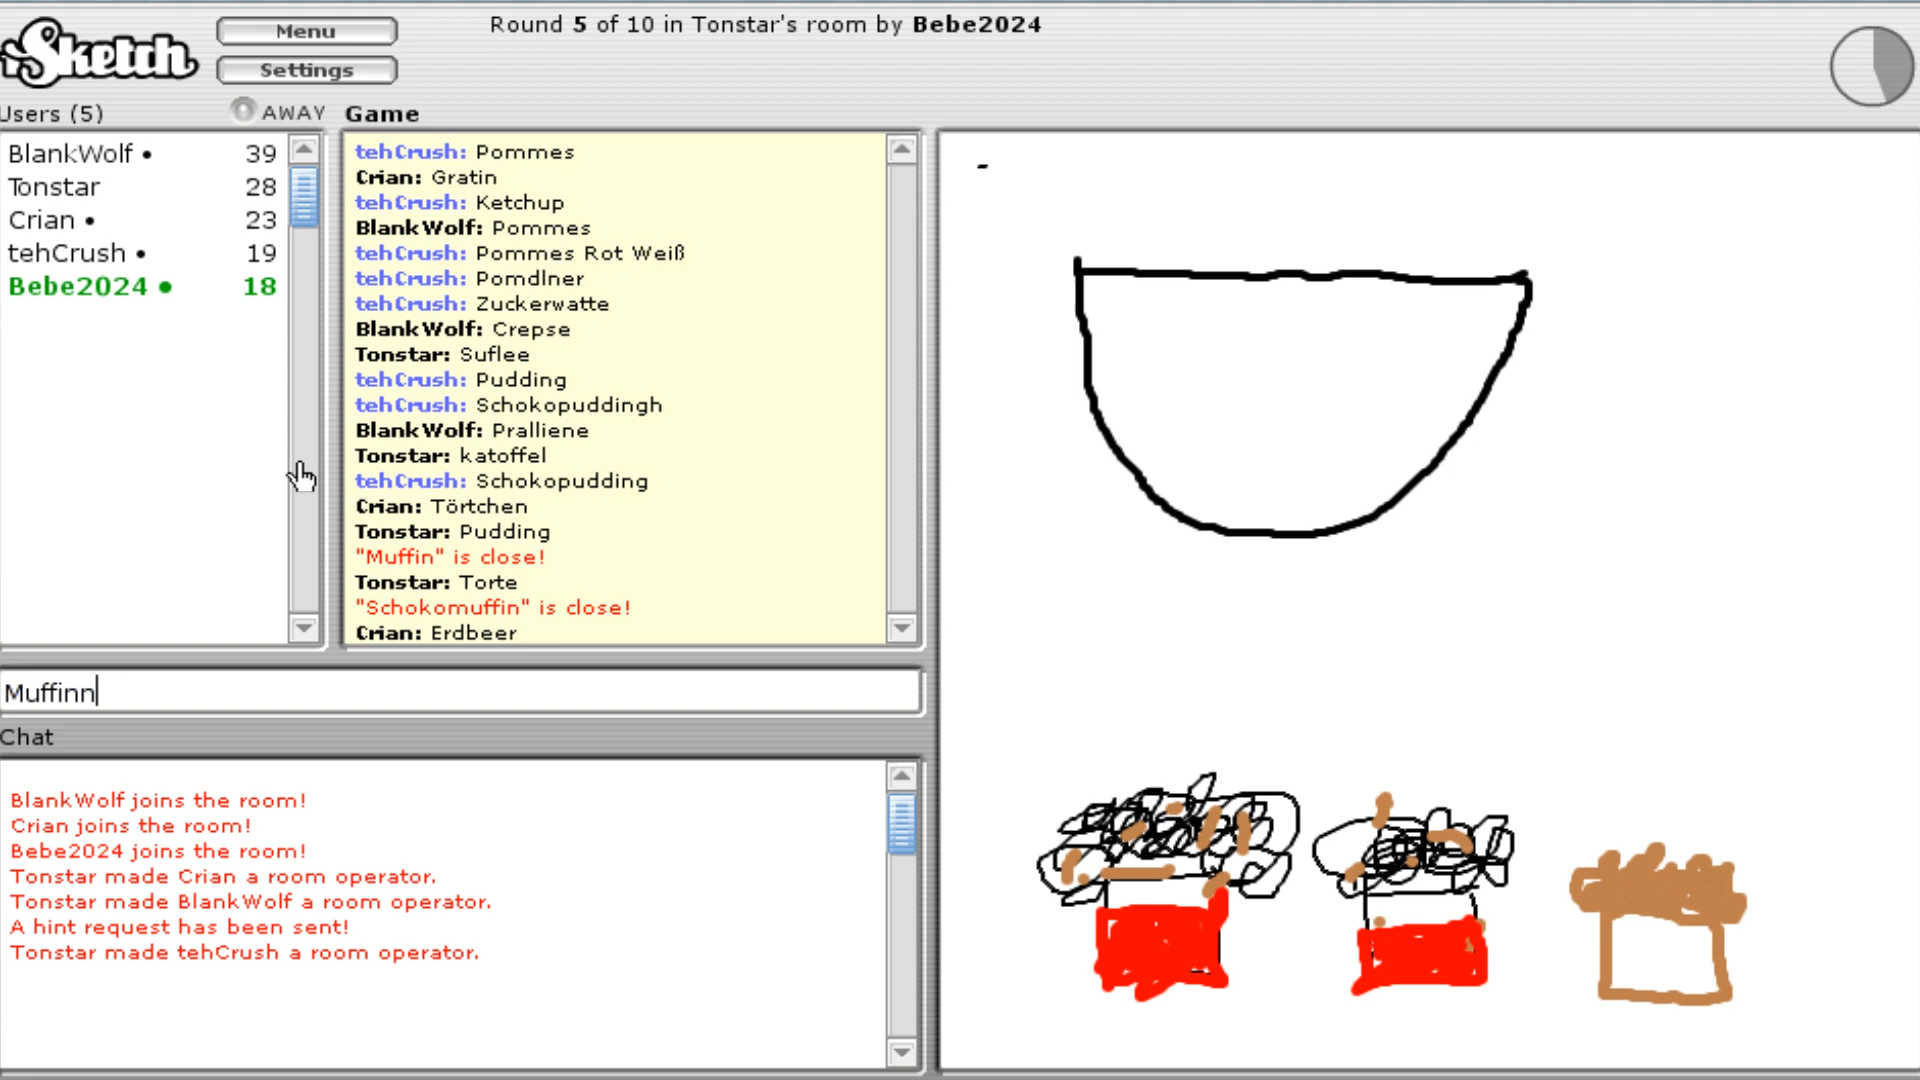 iSketch
Menu
Settings
Round 5 of 10 in Tonstar's room by Bebe2024
Users (5)
AWAY
Game
BlankWolf • 39
Tonstar 28
Crian • 23
tehCrush • 19
Bebe2024 • 18
tehCrush: Pommes
Crian: Gratin
tehCrush: Ketchup
BlankWolf: Pommes
tehCrush: Pommes Rot Weiß
tehCrush: Pomdlner
tehCrush: Zuckerwatte
BlankWolf: Crepse
Tonstar: Suflee
tehCrush: Pudding
tehCrush: Schokopuddingh
BlankWolf: Pralliene
Tonstar: katoffel
tehCrush: Schokopudding
Crian: Törtchen
Tonstar: Pudding
"Muffin" is close!
Tonstar: Torte
"Schokomuffin" is close!
Crian: Erdbeer
Muffinn
Chat
BlankWolf joins the room!
Crian joins the room!
Bebe2024 joins the room!
Tonstar made Crian a room operator.
Tonstar made BlankWolf a room operator.
A hint request has been sent!
Tonstar made tehCrush a room operator.